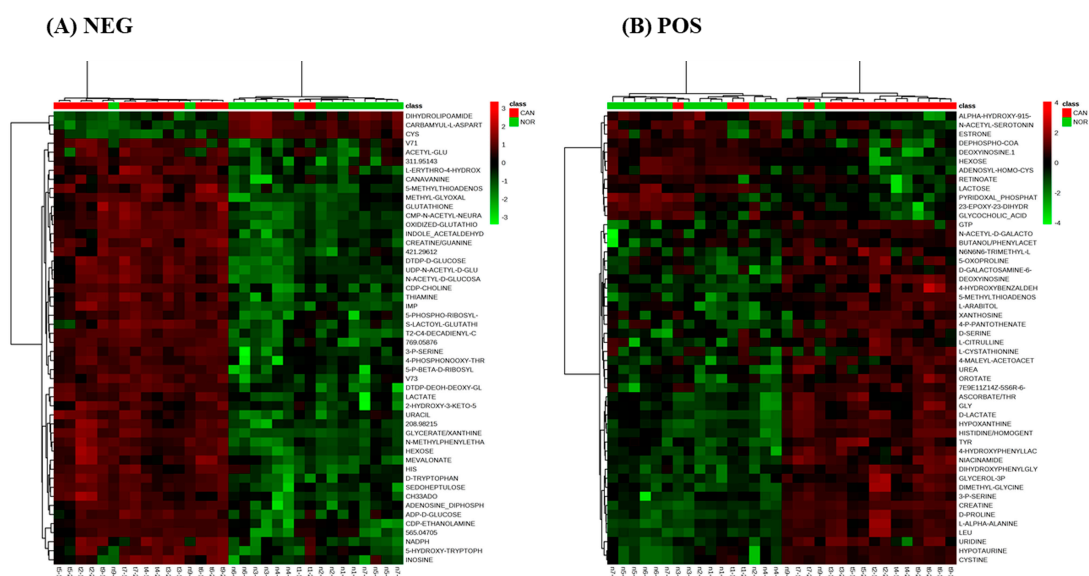 (A) NEG
(B) POS
class
DIHYDROLIPOAMIDE
CARBAMYUL-L-ASPART
CYS
V71
ACETYL-GLU
311.95143
L-ERYTHRO-4-HYDROX
CANAVANINE
5-METHYLTHIOADENOS
METHYL-GLYOXAL
GLUTATHIONE
CMP-N-ACETYL-NEURA
OXIDIZED-GLUTATHIO
INDOLE_ACETALDEHYD
CREATINE/GUANINE
421.29612
DTDP-D-GLUCOSE
UDP-N-ACETYL-D-GLU
N-ACETYL-D-GLUCOSA
CDP-CHOLINE
THIAMINE
IMP
5-PHOSPHO-RIBOSYL-
S-LACTOYL-GLUTATHI
T2-C4-DECADIENYL-C
769.05876
3-P-SERINE
4-PHOSPHONOOXY-THR
5-P-BETA-D-RIBOSYL
V73
DTDP-DEOH-DEOXY-GL
LACTATE
2-HYDROXY-3-KETO-5
URACIL
208.98215
GLYCERATE/XANTHINE
N-METHYLPHENYLETHA
HEXOSE
MEVALONATE
HIS
D-TRYPTOPHAN
SEDOHEPTULOSE
CH33ADO
ADENOSINE_DIPHOSPH
ADP-D-GLUCOSE
CDP-ETHANOLAMINE
565.04705
NADPH
5-HYDROXY-TRYPTOPH
INOSINE
3
2
1
0
-1
-2
-3
class
CAN
NOR
class
ALPHA-HYDROXY-915-
N-ACETYL-SEROTONIN
ESTRONE
DEPHOSPHO-COA
DEOXYINOSINE.1
HEXOSE
ADENOSYL-HOMO-CYS
RETINOATE
LACTOSE
PYRIDOXAL_PHOSPHAT
23-EPOXY-23-DIHYDR
GLYCOCHOLIC_ACID
GTP
N-ACETYL-D-GALACTO
BUTANOL/PHENYLACET
N6N6N6-TRIMETHYL-L
5-OXOPROLINE
D-GALACTOSAMINE-6-
DEOXYINOSINE
4-HYDROXYBENZALDEH
5-METHYLTHIOADENOS
L-ARABITOL
XANTHOSINE
4-P-PANTOTHENATE
D-SERINE
L-CITRULLINE
L-CYSTATHIONINE
4-MALEYL-ACETOACET
UREA
OROTATE
7E9E11Z14Z-5S6R-6-
ASCORBATE/THR
GLY
D-LACTATE
HYPOXANTHINE
HISTIDINE/HOMOGENT
TYR
4-HYDROXYPHENYLLAC
NIACINAMIDE
DIHYDROXYPHENYLGLY
GLYCEROL-3P
DIMETHYL-GLYCINE
3-P-SERINE
CREATINE
D-PROLINE
L-ALPHA-ALANINE
LEU
URIDINE
HYPOTAURINE
CYSTINE
4
2
0
-2
-4
class
CAN
NOR